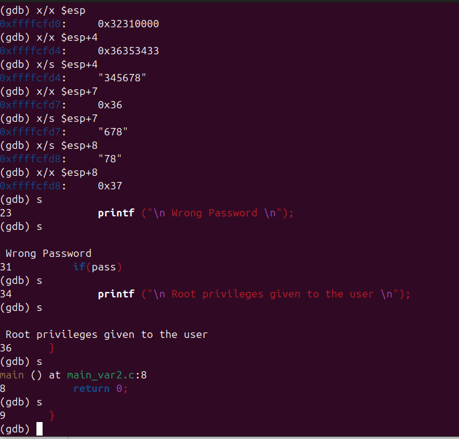 (gdb) x/x $esp
0xffffcfd0:     0x32310000
(gdb) x/x $esp+4
0xffffcfd4:     0x36353433
(gdb) x/s $esp+4
0xffffcfd4:     "345678"
(gdb) x/x $esp+7
0xffffcfd7:     0x36
(gdb) x/s $esp+7
0xffffcfd7:     "678"
(gdb) x/s $esp+8
0xffffcfd8:     "78"
(gdb) x/x $esp+8
0xffffcfd8:     0x37
(gdb) s
23              printf ("\n Wrong Password \n");
(gdb) s

 Wrong Password
31          if(pass)
(gdb) s
34              printf ("\n Root privileges given to the user \n");
(gdb) s

 Root privileges given to the user
36      }
(gdb) s
main () at main_var2.c:8
8           return 0;
(gdb) s
9       }
(gdb)